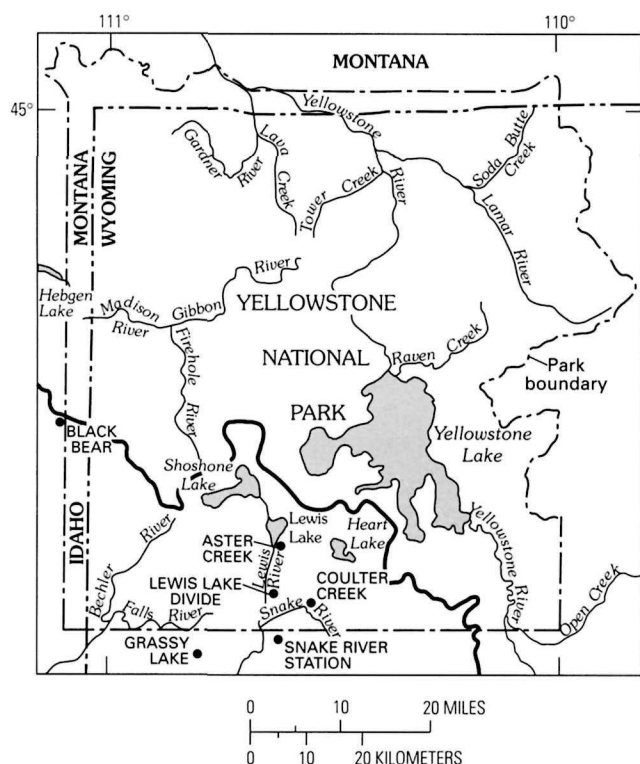 111°
110°
MONTANA
45°
Yellowstone
River
Gardner
River
Lava
Creek
Tower Creek
Soda Butte
Creek
Lamar
River
MONTANA
WYOMING
Hebgen
Lake
Madison
River
Gibbon River
YELLOWSTONE
NATIONAL
PARK
Firehole
River
Raven Creek
Park
boundary
BLACK
BEAR
Yellowstone
Lake
Shoshone
Lake
Lewis
Lake
Heart
Lake
ASTER
CREEK
IDAHO
Bechler River
Lewis
River
LEWIS LAKE
DIVIDE
COULTER
CREEK
Yellowstone River
Falls River
Snake
River
Open Creek
GRASSY
LAKE
SNAKE RIVER
STATION
0 10 20 MILES
0 10 20 KILOMETERS